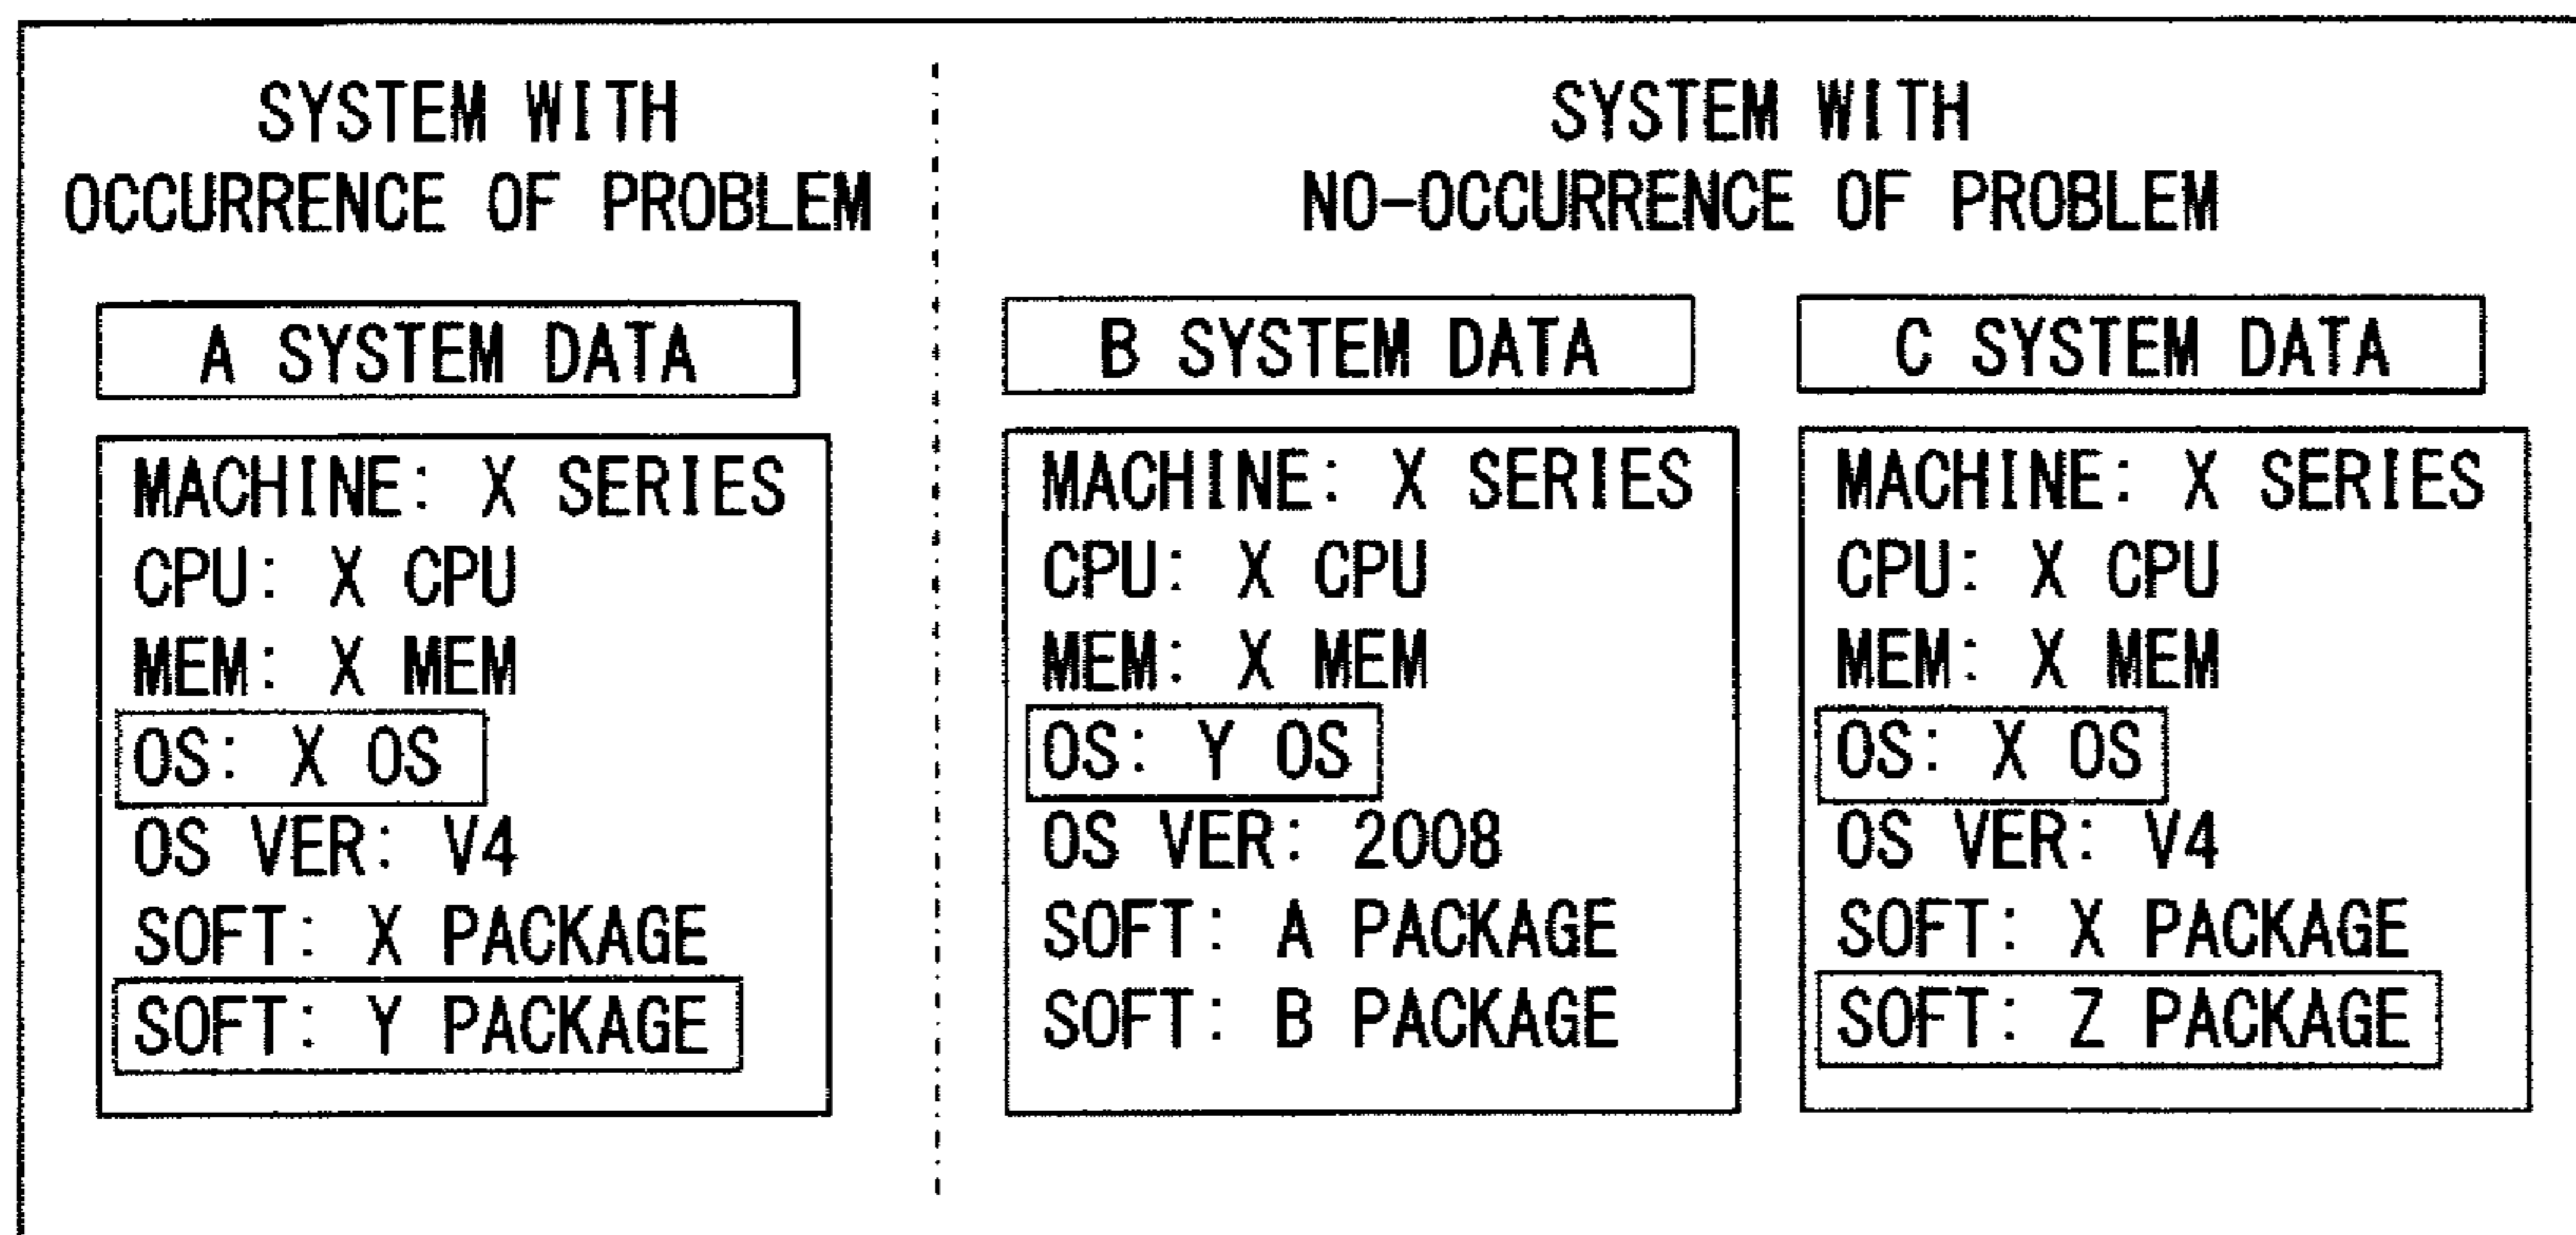 SYSTEM WITH
OCCURRENCE OF PROBLEM
A SYSTEM DATA
MACHINE: X SERIES
CPU: X CPU
MEM: X MEM
OS: X OS
OS VER: V4
SOFT: X PACKAGE
SOFT: Y PACKAGE
SYSTEM WITH
NO-OCCURRENCE OF PROBLEM
B SYSTEM DATA
MACHINE: X SERIES
CPU: X CPU
MEM: X MEM
OS: Y OS
OS VER: 2008
SOFT: A PACKAGE
SOFT: B PACKAGE
C SYSTEM DATA
MACHINE: X SERIES
CPU: X CPU
MEM: X MEM
OS: X OS
OS VER: V4
SOFT: X PACKAGE
SOFT: Z PACKAGE